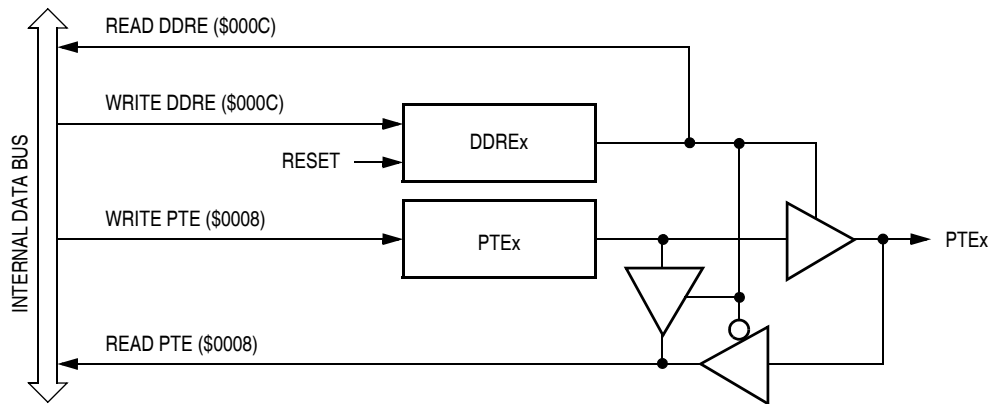 READ DDRE ($000C)
WRITE DDRE ($000C)
DDREx
RESET
WRITE PTE ($0008)
PTEx
PTEx
READ PTE ($0008)
INTERNAL DATA BUS